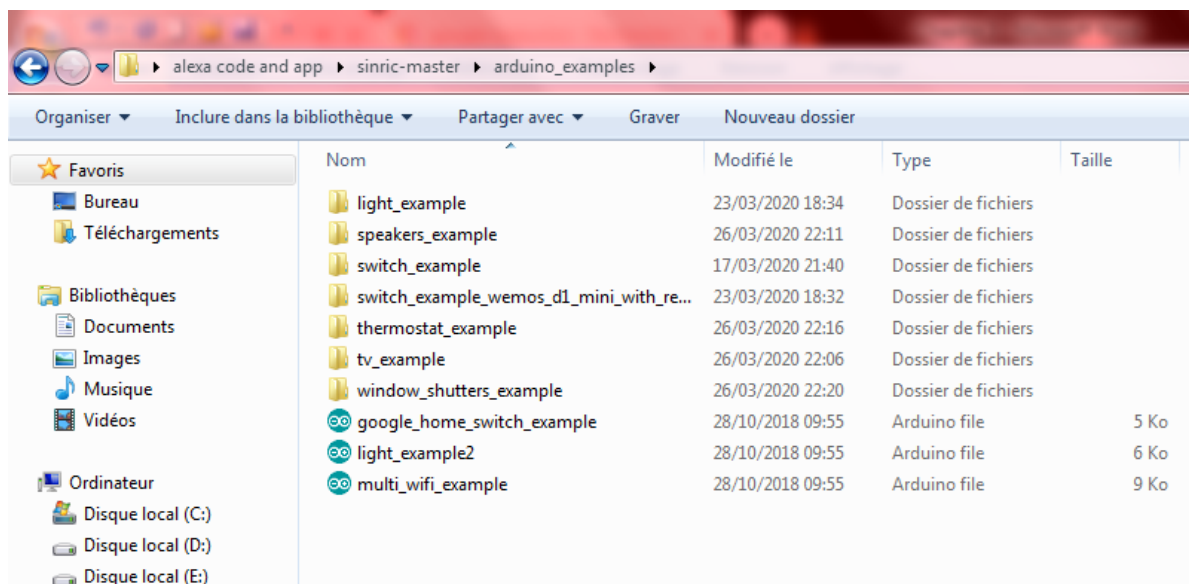 alexa code and app ▸ sinric-master ▸ arduino_examples ▸
Organiser Inclure dans la bibliothèque Partager avec Graver Nouveau dossier
Favoris
Bureau
Téléchargements
Bibliothèques
Documents
Images
Musique
Vidéos
Ordinateur
Disque local (C:)
Disque local (D:)
Disque local (E:)
Nom Modifié le Type Taille
light_example 23/03/2020 18:34 Dossier de fichiers
speakers_example 26/03/2020 22:11 Dossier de fichiers
switch_example 17/03/2020 21:40 Dossier de fichiers
switch_example_wemos_d1_mini_with_re... 23/03/2020 18:32 Dossier de fichiers
thermostat_example 26/03/2020 22:16 Dossier de fichiers
tv_example 26/03/2020 22:06 Dossier de fichiers
window_shutters_example 26/03/2020 22:20 Dossier de fichiers
google_home_switch_example 28/10/2018 09:55 Arduino file 5 Ko
light_example2 28/10/2018 09:55 Arduino file 6 Ko
multi_wifi_example 28/10/2018 09:55 Arduino file 9 Ko